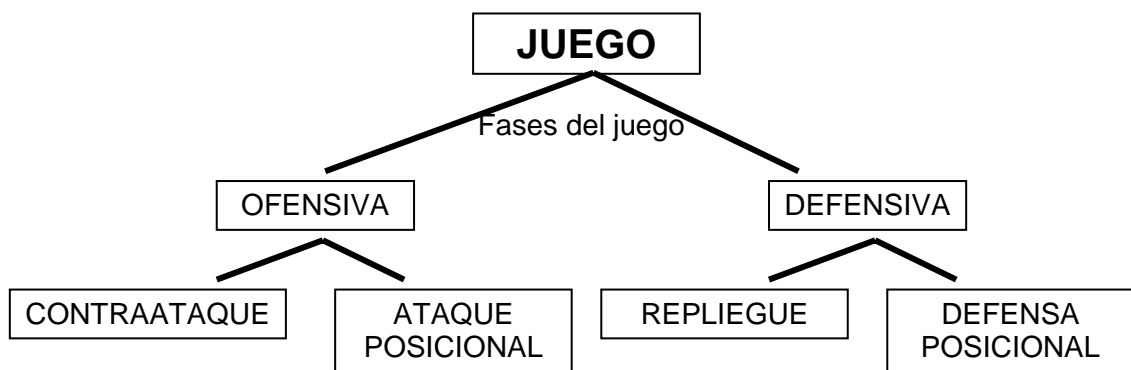 JUEGO
Fases del juego
OFENSIVA
DEFENSIVA
CONTRAATAQUE
ATAQUE
POSICIONAL
REPLIEGUE
DEFENSA
POSICIONAL